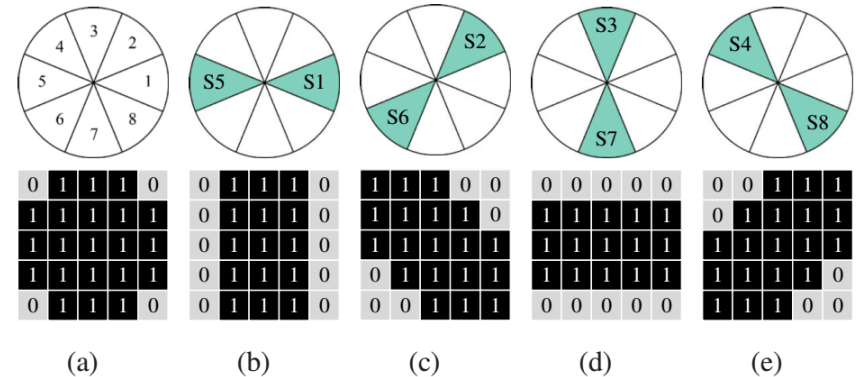 3
4 2
5 1
6 8
7
S5 S1
S2
S6
S3
S7
S4
S8
0 1 1 1 0
1 1 1 1 1
1 1 1 1 1
1 1 1 1 1
0 1 1 1 0
0 1 1 1 0
0 1 1 1 0
0 1 1 1 0
0 1 1 1 0
0 1 1 1 0
1 1 1 0 0
1 1 1 1 0
1 1 1 1 1
0 1 1 1 1
0 0 1 1 1
0 0 0 0 0
1 1 1 1 1
1 1 1 1 1
1 1 1 1 1
0 0 0 0 0
0 0 1 1 1
0 1 1 1 1
1 1 1 1 1
1 1 1 1 0
1 1 1 0 0
(a) (b) (c) (d) (e)